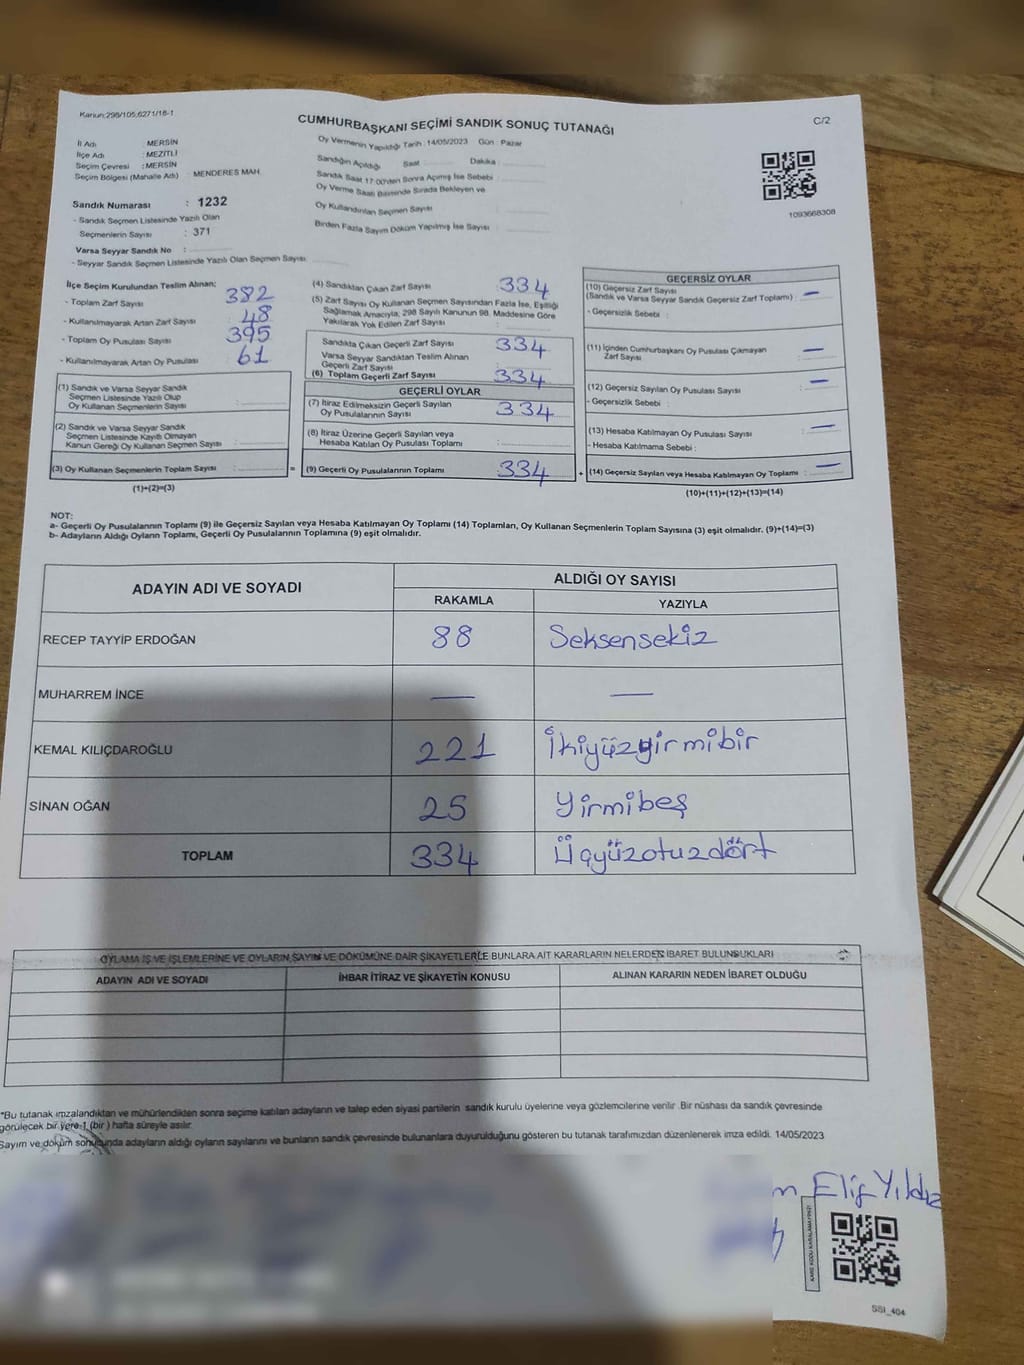 Kanun:298/105;6271/18-1
CUMHURBAŞKANI SEÇİMİ SANDIK SONUÇ TUTANAĞI
C/2
İl Adı : MERSİN
İlçe Adı : MEZİTLİ
Seçim Çevresi : MERSİN
Seçim Bölgesi (Mahalle Adı) : MENDERES MAH.
Sandık Numarası : 1232
- Sandık Seçmen Listesinde Yazılı Olan
Seçmenlerin Sayısı : 371
Varsa Seyyar Sandık No :
- Seyyar Sandık Seçmen Listesinde Yazılı Olan Seçmen Sayısı:
Oy Vermenin Yapıldığı Tarih :14/05/2023 Gün : Pazar
Sandığın Açıldığı Saat Dakika :
Sandık Saat 17:00'den Sonra Açımış İse Sebebi :
Oy Verme Saati Bitiminde Sırada Bekleyen ve
Oy Kullandırılan Seçmen Sayısı :
Birden Fazla Sayım Döküm Yapılmış İse Sayısı :
1093668308
İlçe Seçim Kurulundan Teslim Alınan:
- Toplam Zarf Sayısı : 382
- Kullanılmayarak Artan Zarf Sayısı : 48
- Toplam Oy Pusulası Sayısı : 395
- Kullanılmayarak Artan Oy Pusulası : 61
(1) Sandık ve Varsa Seyyar Sandık
Seçmen Listesinde Yazılı Olup
Oy Kullanan Seçmenlerin Sayısı :
(2) Sandık ve Varsa Seyyar Sandık
Seçmen Listesinde Kayıtlı Olmayan
Kanun Gereği Oy Kullanan Seçmen Sayısı :
(3) Oy Kullanan Seçmenlerin Toplam Sayısı : =
(1)+(2)=(3)
(4) Sandıktan Çıkan Zarf Sayısı : 334
(5) Zarf Sayısı Oy Kullanan Seçmen Sayısından Fazla İse, Eşitliği
Sağlamak Amacıyla, 298 Sayılı Kanunun 98. Maddesine Göre
Yakılarak Yok Edilen Zarf Sayısı :
Sandıkta Çıkan Geçerli Zarf Sayısı : 334
Varsa Seyyar Sandıktan Teslim Alınan
Geçerli Zarf Sayısı
(6) Toplam Geçerli Zarf Sayısı : 334
GEÇERLİ OYLAR
(7) İtiraz Edilmeksizin Geçerli Sayılan
Oy Pusulalarının Sayısı : 334
(8) İtiraz Üzerine Geçerli Sayılan veya
Hesaba Katılan Oy Pusulası Toplamı :
(9) Geçerli Oy Pusulalarının Toplamı : 334 +
GEÇERSİZ OYLAR
(10) Geçersiz Zarf Sayısı
(Sandık ve Varsa Seyyar Sandık Geçersiz Zarf Toplamı) : —
- Geçersizlik Sebebi :
(11) İçinden Cumhurbaşkanı Oy Pusulası Çıkmayan
Zarf Sayısı : —
(12) Geçersiz Sayılan Oy Pusulası Sayısı : —
- Geçersizlik Sebebi :
(13) Hesaba Katılmayan Oy Pusulası Sayısı : —
- Hesaba Katılmama Sebebi :
(14) Geçersiz Sayılan veya Hesaba Katılmayan Oy Toplamı : —
(10)+(11)+(12)+(13)=(14)
NOT:
a- Geçerli Oy Pusulalarının Toplamı (9) ile Geçersiz Sayılan veya Hesaba Katılmayan Oy Toplamı (14) Toplamları, Oy Kullanan Seçmenlerin Toplam Sayısına (3) eşit olmalıdır. (9)+(14)=(3)
b- Adayların Aldığı Oyların Toplamı, Geçerli Oy Pusulalarının Toplamına (9) eşit olmalıdır.
ADAYIN ADI VE SOYADI
ALDIĞI OY SAYISI
RAKAMLA YAZIYLA
RECEP TAYYİP ERDOĞAN 88 Seksensekiz
MUHARREM İNCE — —
KEMAL KILIÇDAROĞLU 221 İkiyüzyirmibir
SİNAN OĞAN 25 Yirmibeş
TOPLAM 334 Üçyüzotuzdört
OYLAMA İŞ VE İŞLEMLERİNE VE OYLARIN SAYIM VE DÖKÜMÜNE DAİR ŞİKAYETLERLE BUNLARA AİT KARARLARIN NELERDEN İBARET BULUNDUKLARI
ADAYIN ADI VE SOYADI İHBAR İTİRAZ VE ŞİKAYETİN KONUSU ALINAN KARARIN NEDEN İBARET OLDUĞU
*Bu tutanak imzalandıktan ve mühürlendikten sonra seçime katılan adayların ve talep eden siyasi partilerin sandık kurulu üyelerine veya gözlemcilerine verilir .Bir nüshası da sandık çevresinde
görülecek bir yere 1 (bir ) hafta süreyle asılır.
Sayım ve döküm sonucunda adayların aldığı oyların sayılarını ve bunların sandık çevresinde bulunanlara duyurulduğunu gösteren bu tutanak tarafımızdan düzenlenerek imza edildi. 14/05/2023
Elif Yıldız
SSI_404